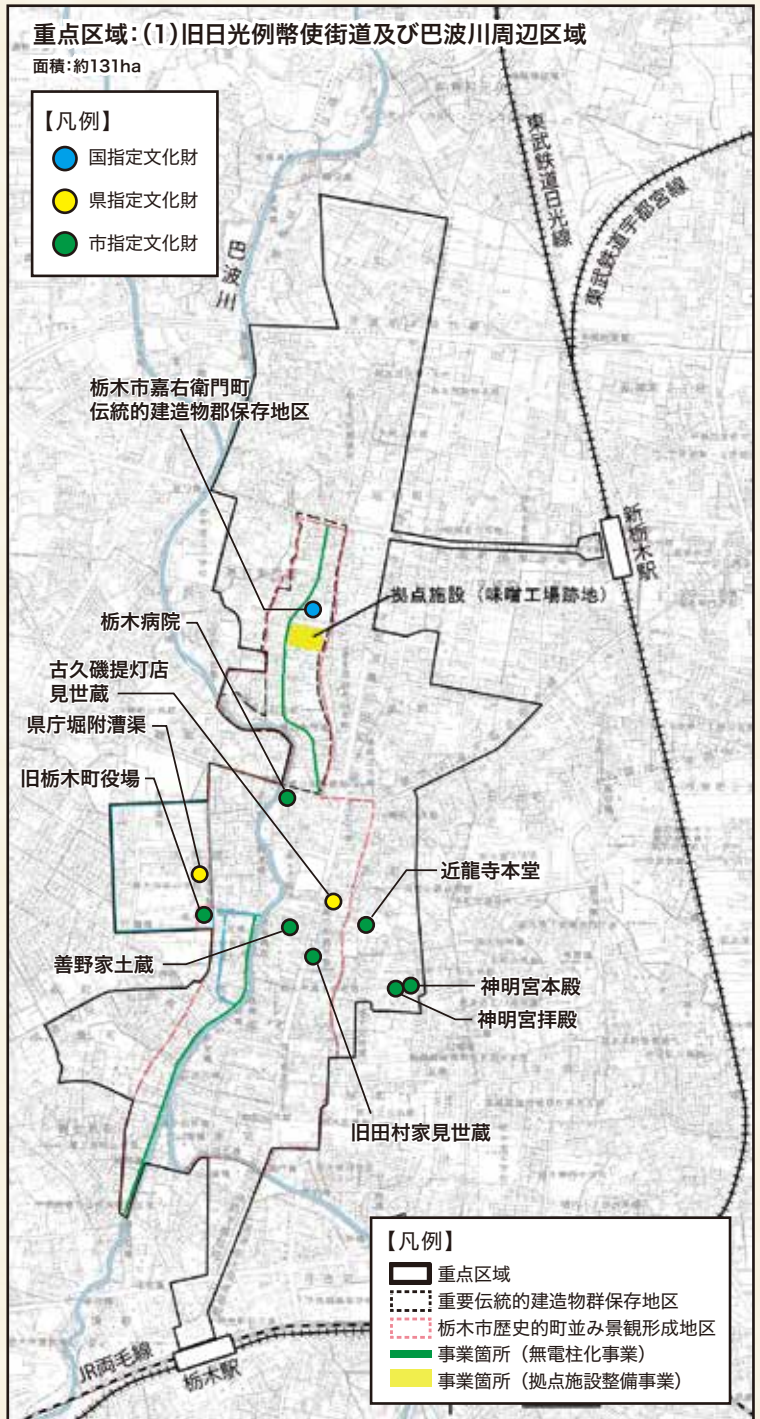 重点区域:(1)旧日光例幣使街道及び巴波川周辺区域
面積:約131ha
【凡例】
国指定文化財
県指定文化財
市指定文化財
巴波川
東武鉄道日光線
東武鉄道宇都宮線
栃木市嘉右衛門町
伝統的建造物郡保存地区
新栃木駅
拠点施設（味噌工場跡地）
栃木病院
古久磯提灯店
見世蔵
県庁堀附漕渠
旧栃木町役場
近龍寺本堂
善野家土蔵
神明宮本殿
神明宮拝殿
旧田村家見世蔵
【凡例】
重点区域
重要伝統的建造物群保存地区
栃木市歴史的町並み景観形成地区
事業箇所（無電柱化事業）
事業箇所（拠点施設整備事業）
JR両毛線
栃木駅